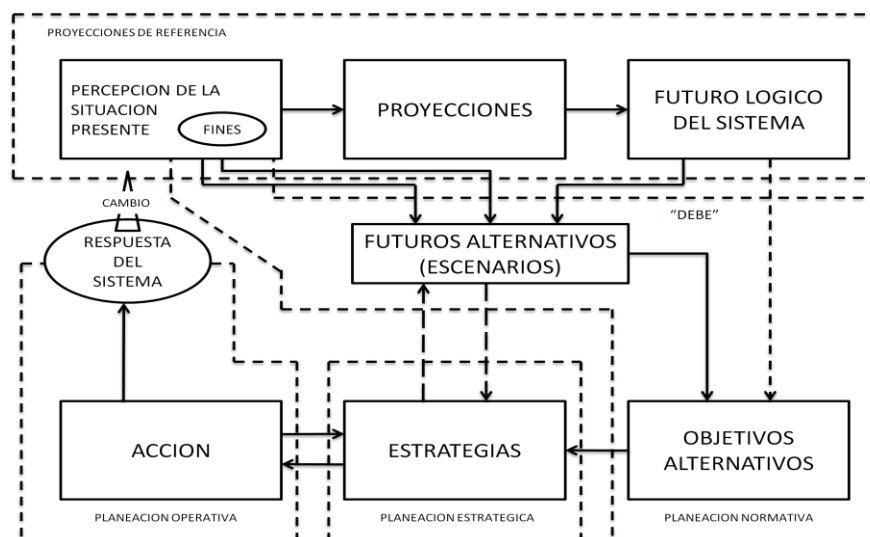 PROYECCIONES DE REFERENCIA
PERCEPCION DE LA
SITUACION
PRESENTE
FINES
PROYECCIONES
FUTURO LOGICO
DEL SISTEMA
CAMBIO
"DEBE"
RESPUESTA
DEL
SISTEMA
FUTUROS ALTERNATIVOS
(ESCENARIOS)
ACCION
ESTRATEGIAS
OBJETIVOS
ALTERNATIVOS
PLANEACION OPERATIVA
PLANEACION ESTRATEGICA
PLANEACION NORMATIVA